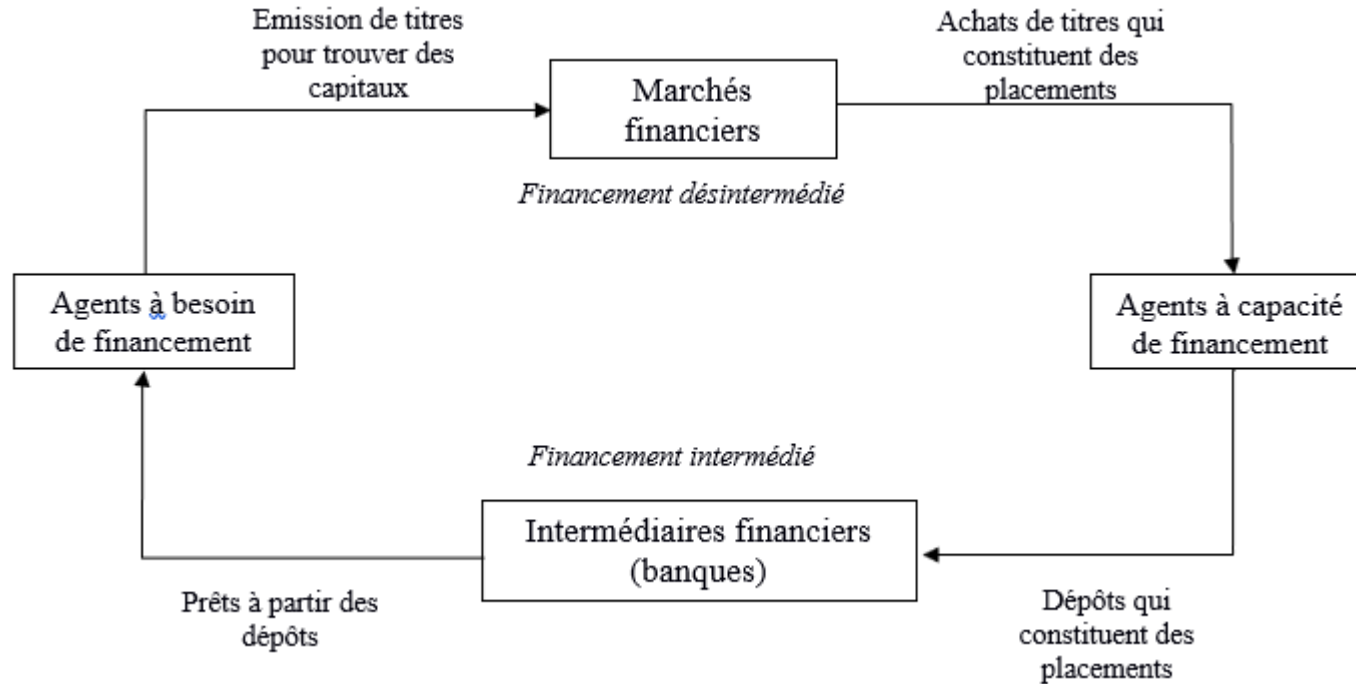 Emission de titres
pour trouver des
capitaux
Achats de titres qui
constituent des
placements
Marchés
financiers
Financement désintermédié
Agents à besoin
de financement
Agents à capacité
de financement
Financement intermédié
Intermédiaires financiers
(banques)
Prêts à partir des
dépôts
Dépôts qui
constituent des
placements